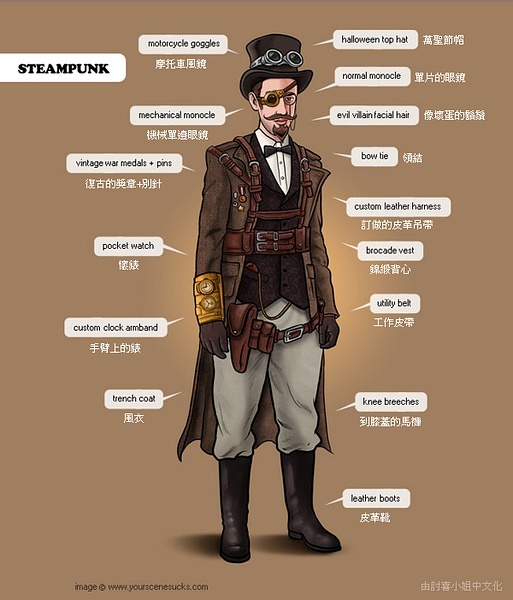 STEAMPUNK
motorcycle goggles
摩托車風鏡
halloween top hat
萬聖節帽
normal monocle
單片的眼鏡
mechanical monocle
機械單邊眼鏡
evil villain facial hair
像壞蛋的鬍鬚
vintage war medals + pins
復古的獎章+別針
bow tie
領結
custom leather harness
訂做的皮革吊帶
pocket watch
懷錶
brocade vest
錦緞背心
utility belt
工作皮帶
custom clock armband
手臂上的錶
trench coat
風衣
knee breeches
到膝蓋的馬褲
leather boots
皮革靴
image © www.yourscenesucks.com
由討喜小姐中文化